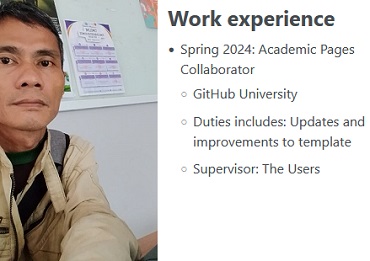 Work experience
• Spring 2024: Academic Pages
Collaborator
○ GitHub University
○ Duties includes: Updates and
improvements to template
○ Supervisor: The Users